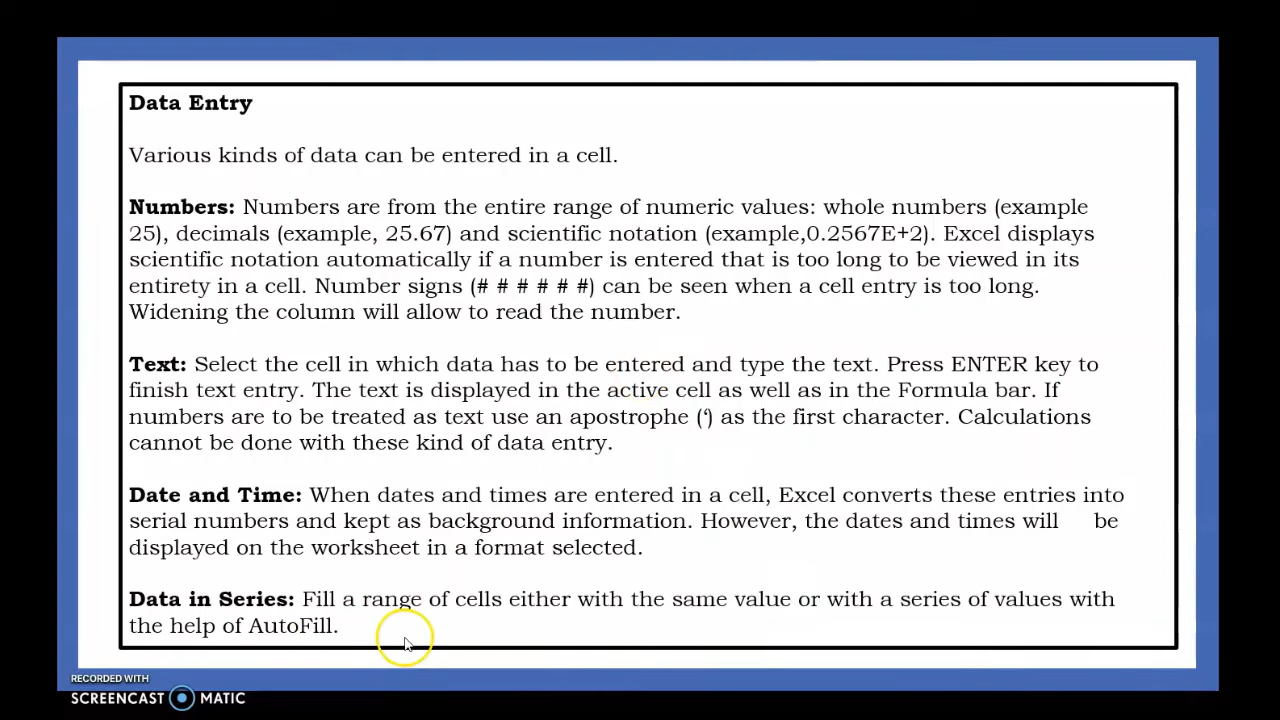 Data Entry
Various kinds of data can be entered in a cell.
Numbers: Numbers are from the entire range of numeric values: whole numbers (example
25), decimals (example, 25.67) and scientific notation (example,0.2567E+2). Excel displays
scientific notation automatically if a number is entered that is too long to be viewed in its
entirety in a cell. Number signs (# # # # # #) can be seen when a cell entry is too long.
Widening the column will allow to read the number.
Text: Select the cell in which data has to be entered and type the text. Press ENTER key to
finish text entry. The text is displayed in the active cell as well as in the Formula bar. If
numbers are to be treated as text use an apostrophe (‘) as the first character. Calculations
cannot be done with these kind of data entry.
Date and Time: When dates and times are entered in a cell, Excel converts these entries into
serial numbers and kept as background information. However, the dates and times will be
displayed on the worksheet in a format selected.
Data in Series: Fill a range of cells either with the same value or with a series of values with
the help of AutoFill.
RECORDED WITH
SCREENCAST MATIC